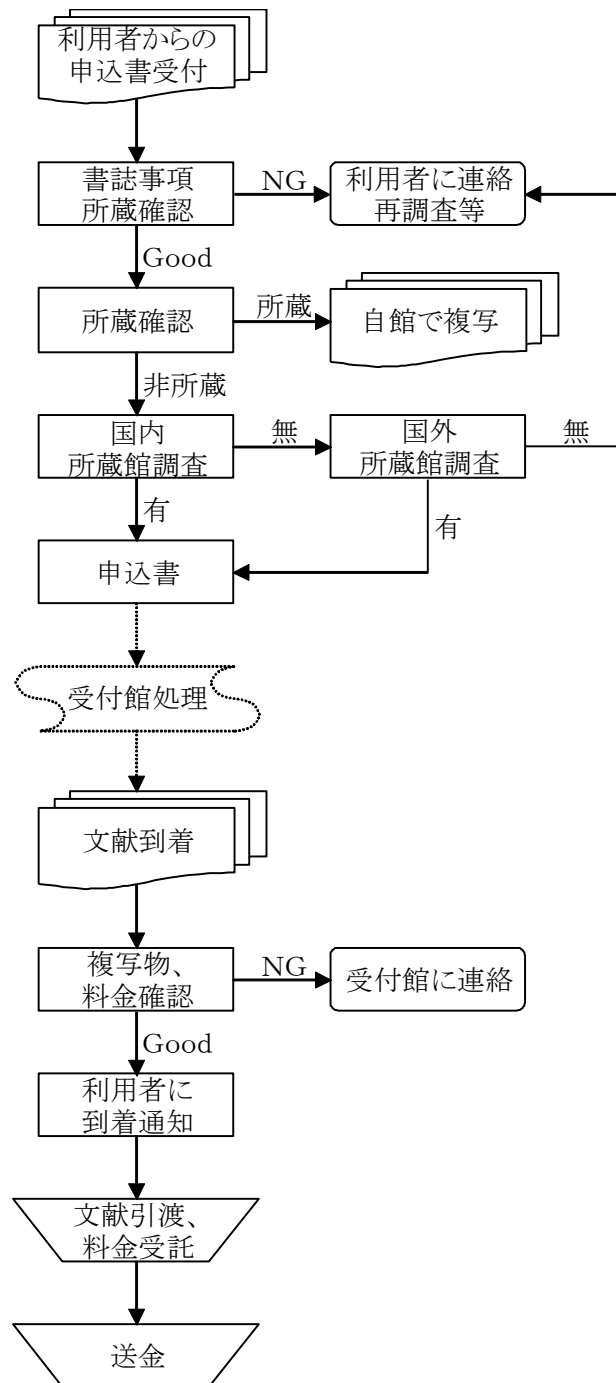 利用者からの
申込書受付
書誌事項
所蔵確認
NG
利用者に連絡
再調査等
Good
所蔵確認
所蔵
自館で複写
非所蔵
国内
所蔵館調査
無
国外
所蔵館調査
無
有
有
申込書
受付館処理
文献到着
複写物、
料金確認
NG
受付館に連絡
Good
利用者に
到着通知
文献引渡、
料金受託
送金